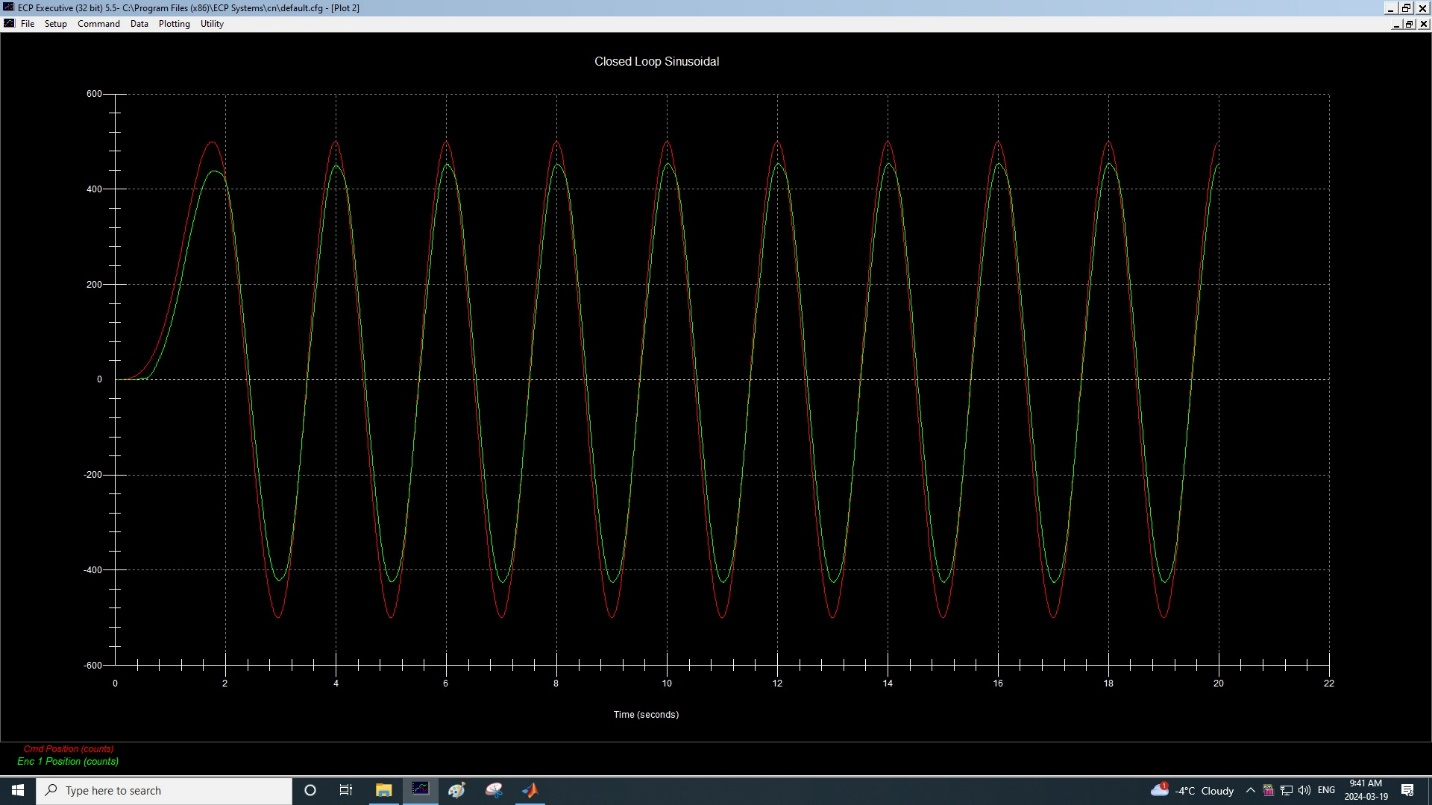 ECP Executive (32 bit) 5.5- C:\Program Files (x86)\ECP Systems\cn\default.cfg - [Plot 2]
File Setup Command Data Plotting Utility
Closed Loop Sinusoidal
600
400
200
0
-200
-400
-600
0 2 4 6 8 10 12 14 16 18 20 22
Time (seconds)
Cmd Position (counts)
Enc 1 Position (counts)
Type here to search
1
-4°C Cloudy
ENG
9:41 AM
2024-03-19